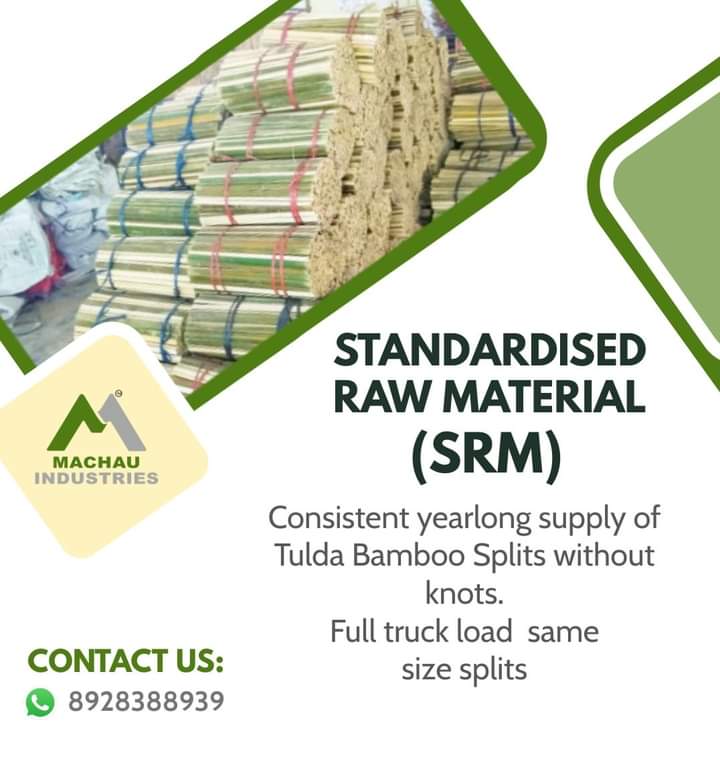 STANDARDISED
RAW MATERIAL
(SRM)
MACHAU
INDUSTRIES
Consistent yearlong supply of
Tulda Bamboo Splits without
knots.
Full truck load same
size splits
CONTACT US:
8928388939